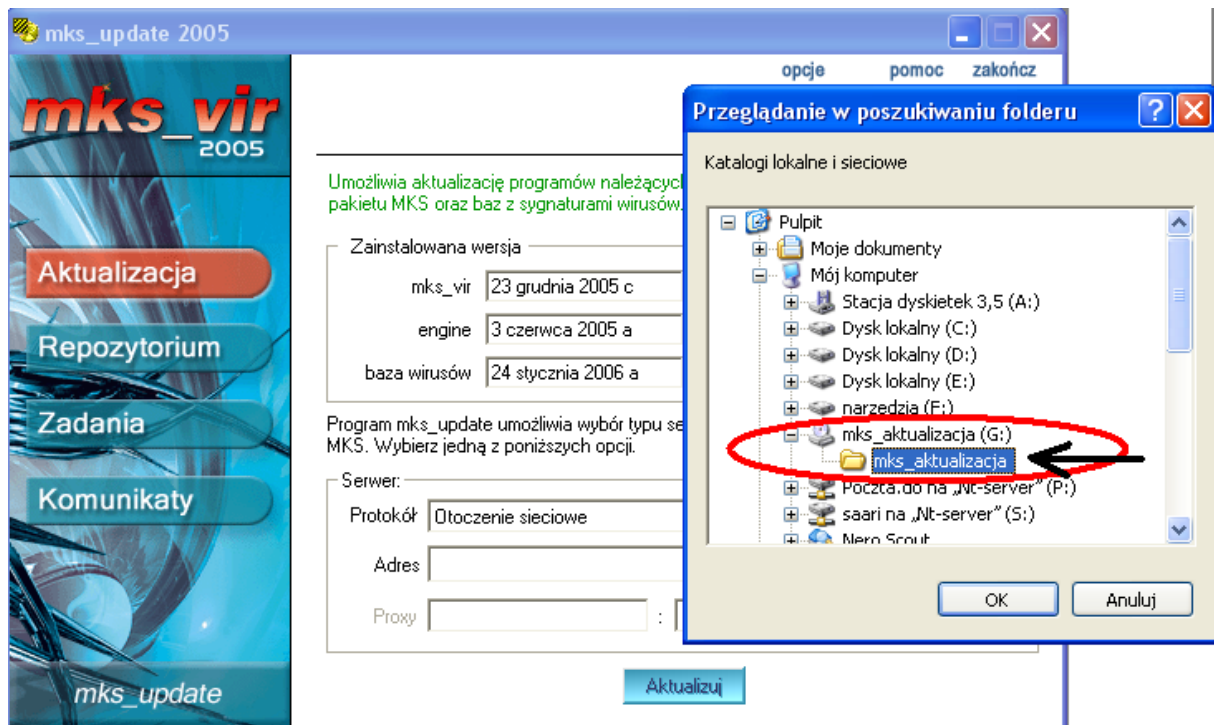 mks_update 2005
mks_vir
2005
Aktualizacja
Repozytorium
Zadania
Komunikaty
mks_update
opcje pomoc zakończ
Umożliwia aktualizację programów należącyc
pakietu MKS oraz baz z sygnaturami wirusów.
Zainstalowana wersja
mks_vir 23 grudnia 2005 c
engine 3 czerwca 2005 a
baza wirusów 24 stycznia 2006 a
Program mks_update umożliwia wybór typu se
MKS. Wybierz jedną z poniższych opcji.
Serwer:
Protokół Otoczenie sieciowe
Adres
Proxy :
Aktualizuj
Przeglądanie w poszukiwaniu folderu
Katalogi lokalne i sieciowe
Pulpit
Moje dokumenty
Mój komputer
Stacja dyskietek 3,5 (A:)
Dysk lokalny (C:)
Dysk lokalny (D:)
Dysk lokalny (E:)
narzedzia (F:)
mks_aktualizacja (G:)
mks_aktualizacja
Poczta.do na „Nt-server” (P:)
saari na „Nt-server” (S:)
Nero Scout
OK Anuluj